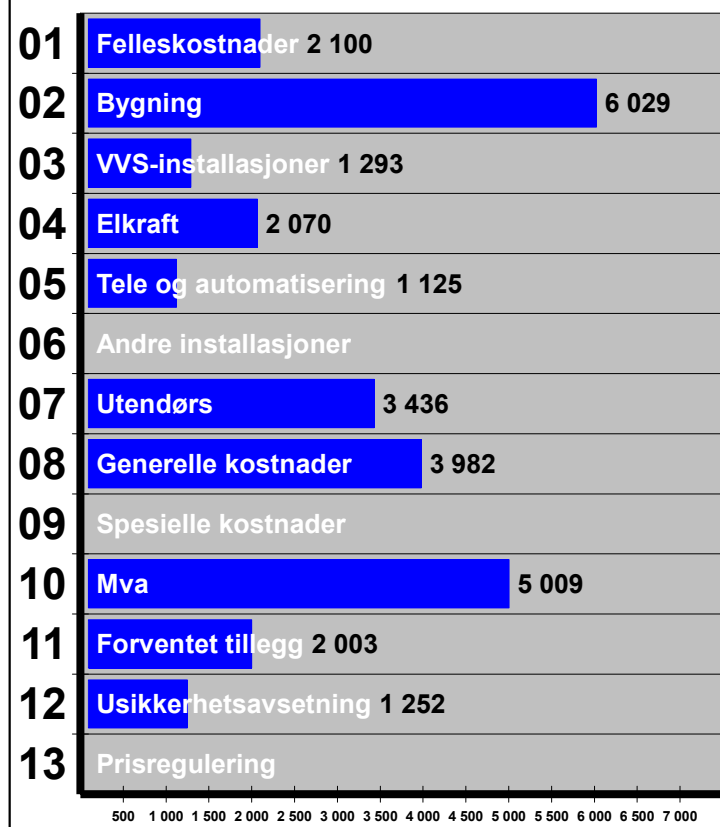 01 Felleskostnader 2 100
02 Bygning 6 029
03 VVS-installasjoner 1 293
04 Elkraft 2 070
05 Tele og automatisering 1 125
06 Andre installasjoner
07 Utendørs 3 436
08 Generelle kostnader 3 982
09 Spesielle kostnader
10 Mva 5 009
11 Forventet tillegg 2 003
12 Usikkerhetsavsetning 1 252
13 Prisregulering
500 1 000 1 500 2 000 2 500 3 000 3 500 4 000 4 500 5 000 5 500 6 000 6 500 7 000